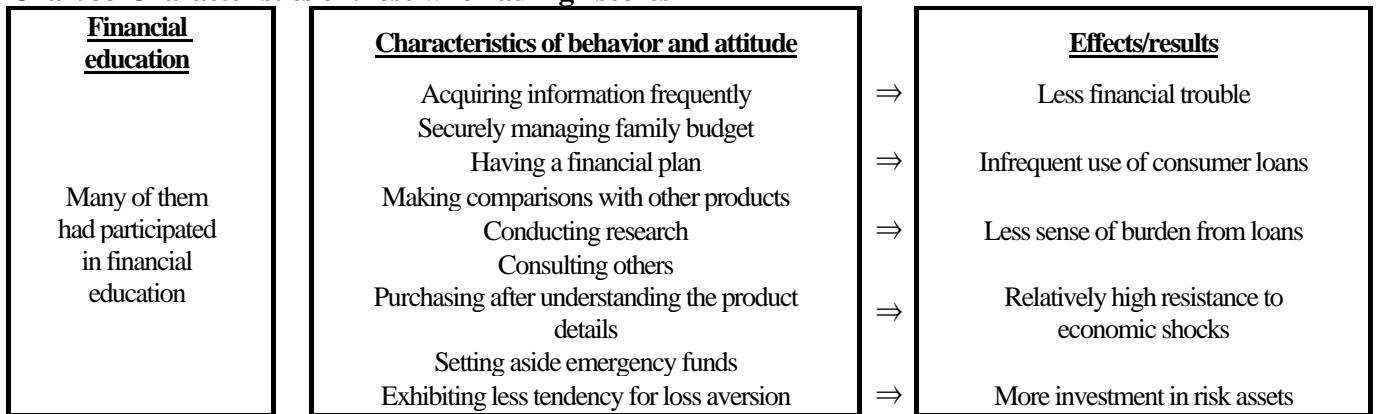 Financial
education
Many of them
had participated
in financial
education
Characteristics of behavior and attitude
Acquiring information frequently
Securely managing family budget
Having a financial plan
Making comparisons with other products
Conducting research
Consulting others
Purchasing after understanding the product
details
Setting aside emergency funds
Exhibiting less tendency for loss aversion
⇒
⇒
⇒
⇒
⇒
Effects/results
Less financial trouble
Infrequent use of consumer loans
Less sense of burden from loans
Relatively high resistance to
economic shocks
More investment in risk assets